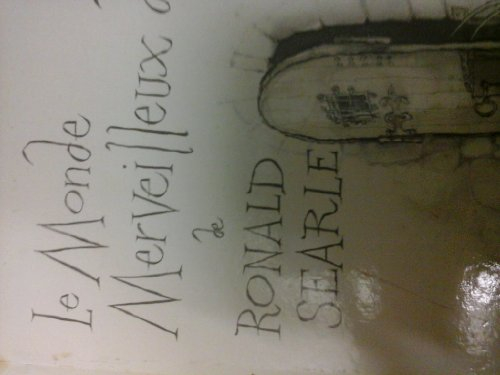 Le Monde
Merveilleux
de
RONALD
SEARLE